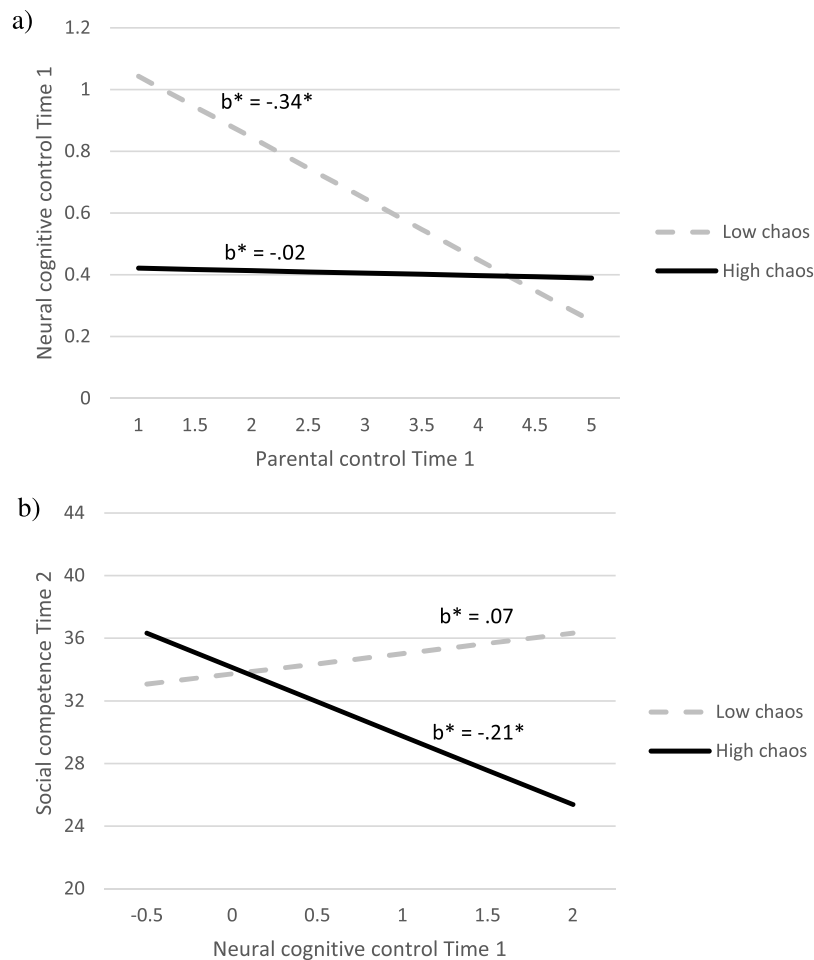 a)
1.2
1
0.8
0.6
0.4
0.2
0
Neural cognitive control Time 1
b* = -.34*
b* = -.02
Low chaos
High chaos
1 1.5 2 2.5 3 3.5 4 4.5 5
Parental control Time 1
b)
44
40
36
32
28
24
20
Social competence Time 2
b* = .07
b* = -.21*
Low chaos
High chaos
-0.5 0 0.5 1 1.5 2
Neural cognitive control Time 1